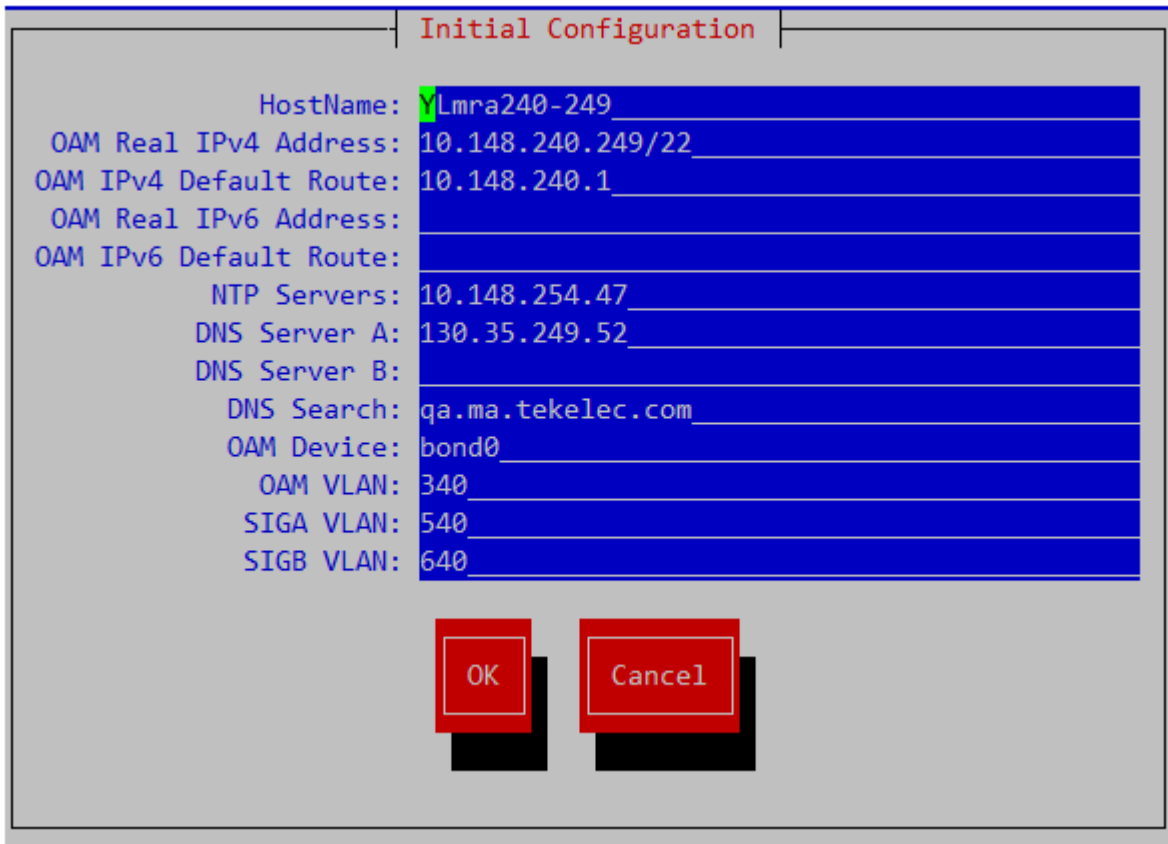 Initial Configuration
HostName: YLmra240-249
OAM Real IPv4 Address: 10.148.240.249/22
OAM IPv4 Default Route: 10.148.240.1
OAM Real IPv6 Address:
OAM IPv6 Default Route:
NTP Servers: 10.148.254.47
DNS Server A: 130.35.249.52
DNS Server B:
DNS Search: qa.ma.tekelec.com
OAM Device: bond0
OAM VLAN: 340
SIGA VLAN: 540
SIGB VLAN: 640
OK Cancel